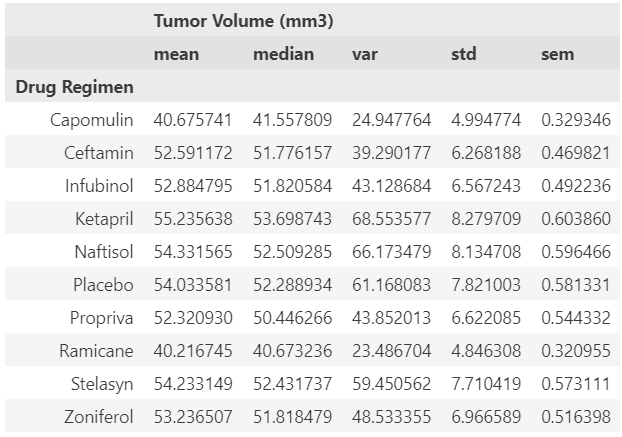 Tumor Volume (mm3)
mean median var std sem
Drug Regimen
Capomulin 40.675741 41.557809 24.947764 4.994774 0.329346
Ceftamin 52.591172 51.776157 39.290177 6.268188 0.469821
Infubinol 52.884795 51.820584 43.128684 6.567243 0.492236
Ketapril 55.235638 53.698743 68.553577 8.279709 0.603860
Naftisol 54.331565 52.509285 66.173479 8.134708 0.596466
Placebo 54.033581 52.288934 61.168083 7.821003 0.581331
Propriva 52.320930 50.446266 43.852013 6.622085 0.544332
Ramicane 40.216745 40.673236 23.486704 4.846308 0.320955
Stelasyn 54.233149 52.431737 59.450562 7.710419 0.573111
Zoniferol 53.236507 51.818479 48.533355 6.966589 0.516398